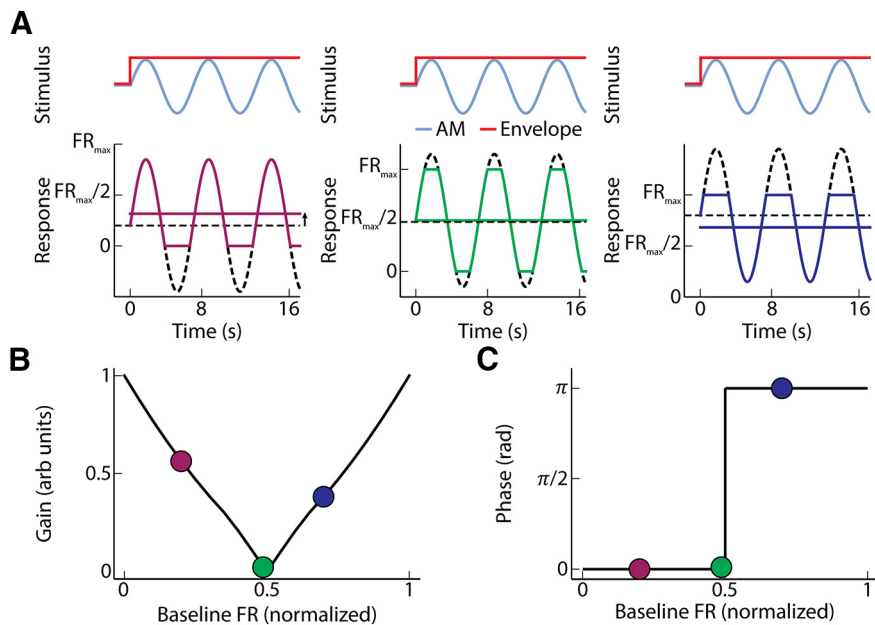 A
Stimulus
Stimulus
Stimulus
AM Envelope
Response
FRmax
FRmax/2
0
0 8 16
Time (s)
Response
FRmax
FRmax/2
0
0 8 16
Time (s)
Response
FRmax
FRmax/2
0
0 8 16
Time (s)
B
Gain (arb units)
1
0.5
0
0 0.5 1
Baseline FR (normalized)
C
Phase (rad)
π
π/2
0
0 0.5 1
Baseline FR (normalized)